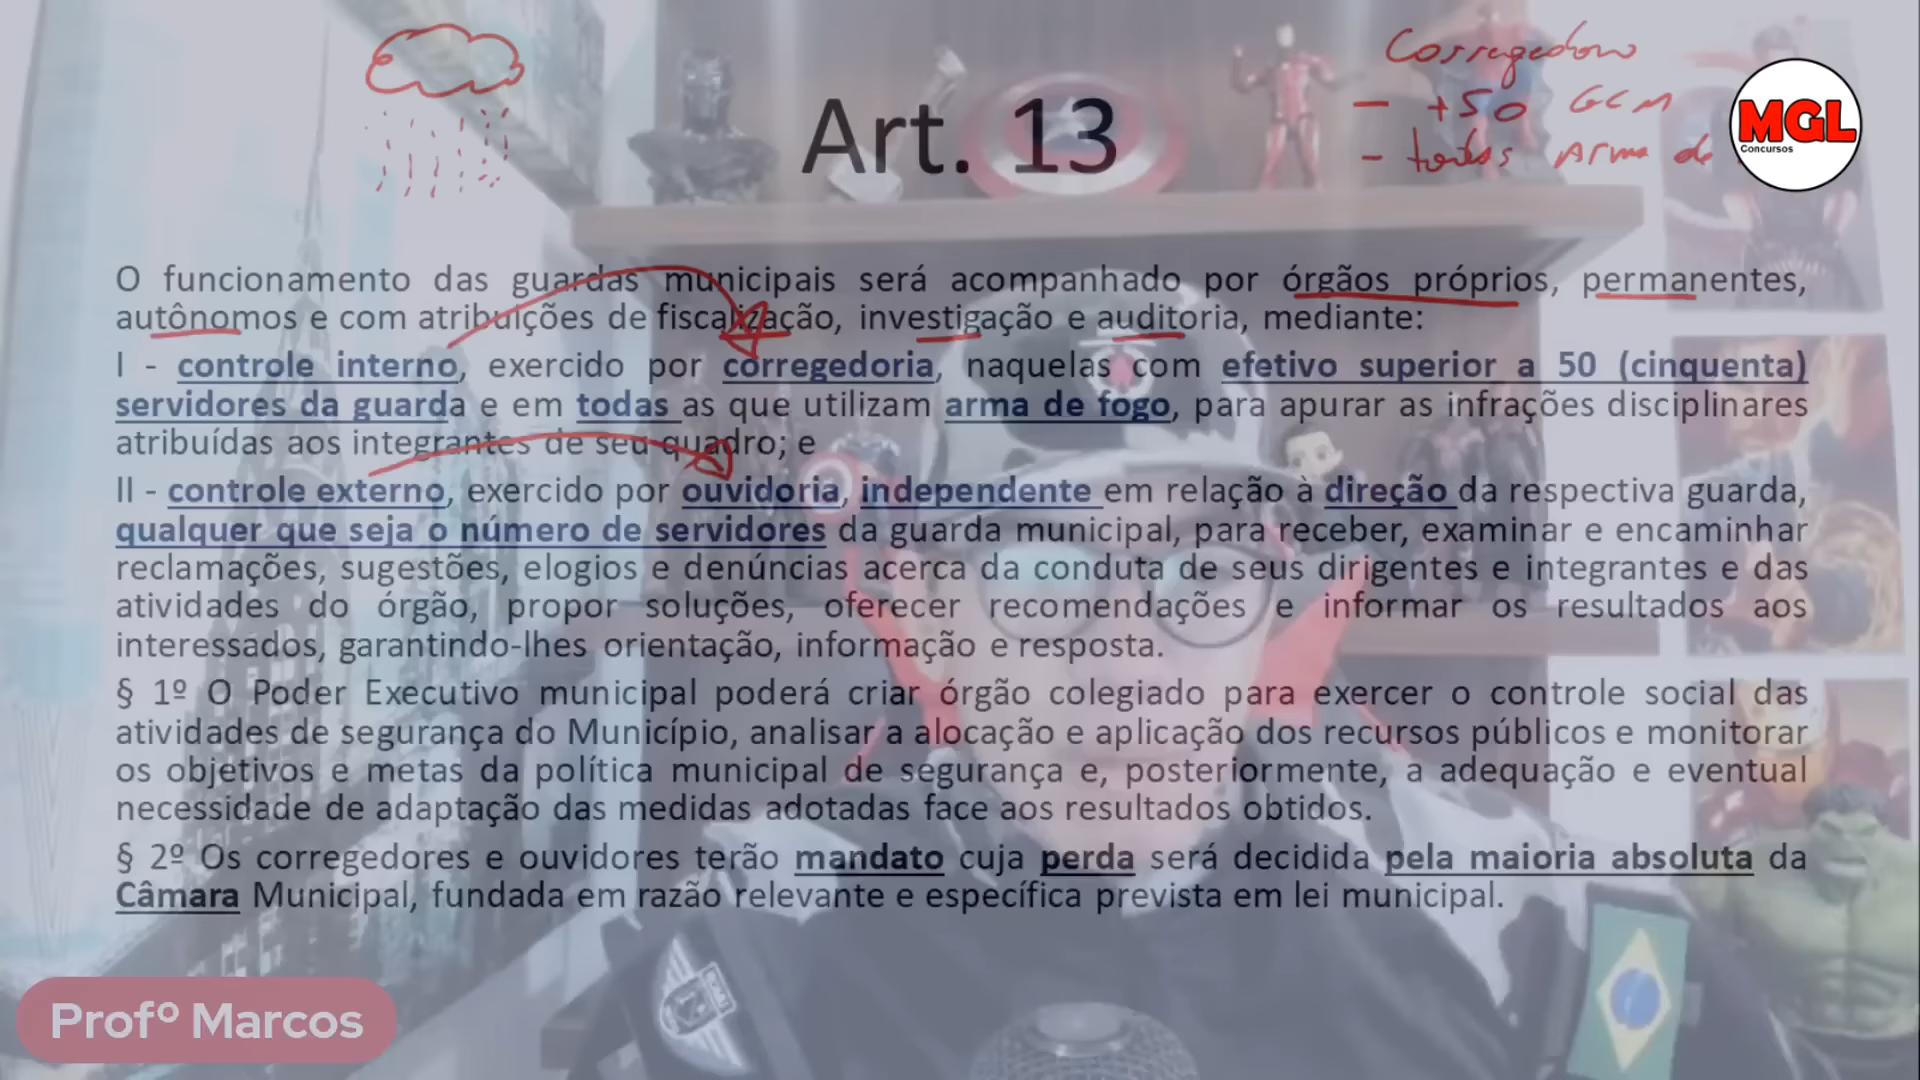 Corregedoria
- +50 GCM
- todas Arma de
MGL
Concursos
Art. 13
O funcionamento das guardas municipais será acompanhado por órgãos próprios, permanentes,
autônomos e com atribuições de fiscalização, investigação e auditoria, mediante:
I - controle interno, exercido por corregedoria, naquelas com efetivo superior a 50 (cinquenta)
servidores da guarda e em todas as que utilizam arma de fogo, para apurar as infrações disciplinares
atribuídas aos integrantes de seu quadro; e
II - controle externo, exercido por ouvidoria, independente em relação à direção da respectiva guarda,
qualquer que seja o número de servidores da guarda municipal, para receber, examinar e encaminhar
reclamações, sugestões, elogios e denúncias acerca da conduta de seus dirigentes e integrantes e das
atividades do órgão, propor soluções, oferecer recomendações e informar os resultados aos
interessados, garantindo-lhes orientação, informação e resposta.
§ 1º O Poder Executivo municipal poderá criar órgão colegiado para exercer o controle social das
atividades de segurança do Município, analisar a alocação e aplicação dos recursos públicos e monitorar
os objetivos e metas da política municipal de segurança e, posteriormente, a adequação e eventual
necessidade de adaptação das medidas adotadas face aos resultados obtidos.
§ 2º Os corregedores e ouvidores terão mandato cuja perda será decidida pela maioria absoluta da
Câmara Municipal, fundada em razão relevante e específica prevista em lei municipal.
Profº Marcos